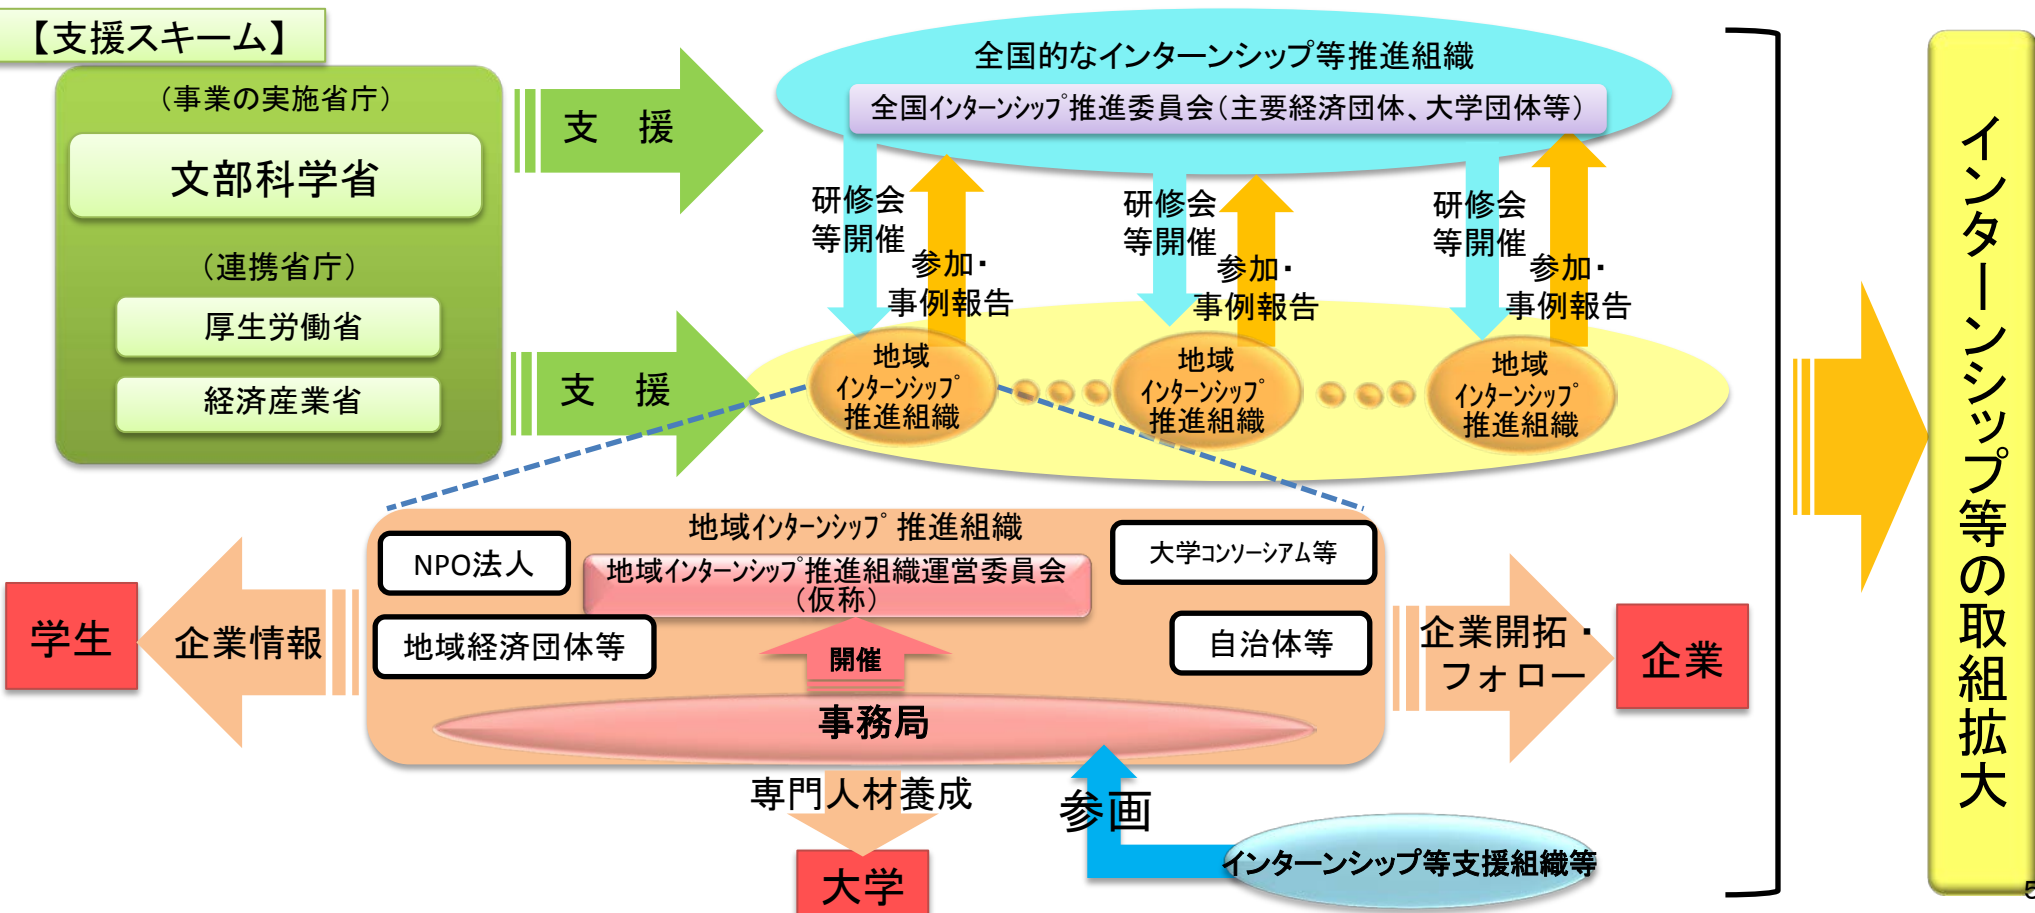 【支援スキーム】
（事業の実施省庁）
文部科学省
（連携省庁）
厚生労働省
経済産業省
支　援
支　援
全国的なインターンシップ等推進組織
全国インターンシップ推進委員会（主要経済団体、大学団体等）
研修会
等開催
参加・
事例報告
研修会
等開催
参加・
事例報告
研修会
等開催
参加・
事例報告
地域
インターンシップ
推進組織
地域
インターンシップ
推進組織
地域
インターンシップ
推進組織
地域インターンシップ 推進組織
NPO法人
大学コンソーシアム等
地域インターンシップ推進組織運営委員会
（仮称）
地域経済団体等
自治体等
開催
事務局
学生
企業情報
企業開拓・
フォロー
企業
専門人材養成
大学
参画
インターンシップ等支援組織等
インターンシップ等の取組拡大
5